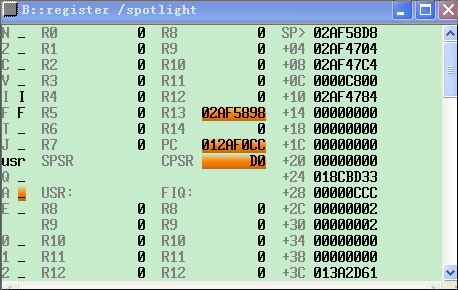 B::register /spotlight
N _ R0 0 R8 0 SP> 02AF58D8
Z _ R1 0 R9 0 +04 02AF4704
C _ R2 0 R10 0 +08 02AF47C4
V _ R3 0 R11 0 +0C 0000C800
I I R4 0 R12 0 +10 02AF4784
F F R5 0 R13 02AF5898 +14 00000000
T _ R6 0 R14 0 +18 00000000
J _ R7 0 PC 012AF0CC +1C 00000000
usr SPSR CPSR D0 +20 00000000
Q _ +24 018CBD33
A _ USR: FIQ: +28 00000CCC
E _ R8 0 R8 0 +2C 00000002
R9 0 R9 0 +30 00000002
0 _ R10 0 R10 0 +34 00000000
1 _ R11 0 R11 0 +38 00000000
2 _ R12 0 R12 0 +3C 013A2D61